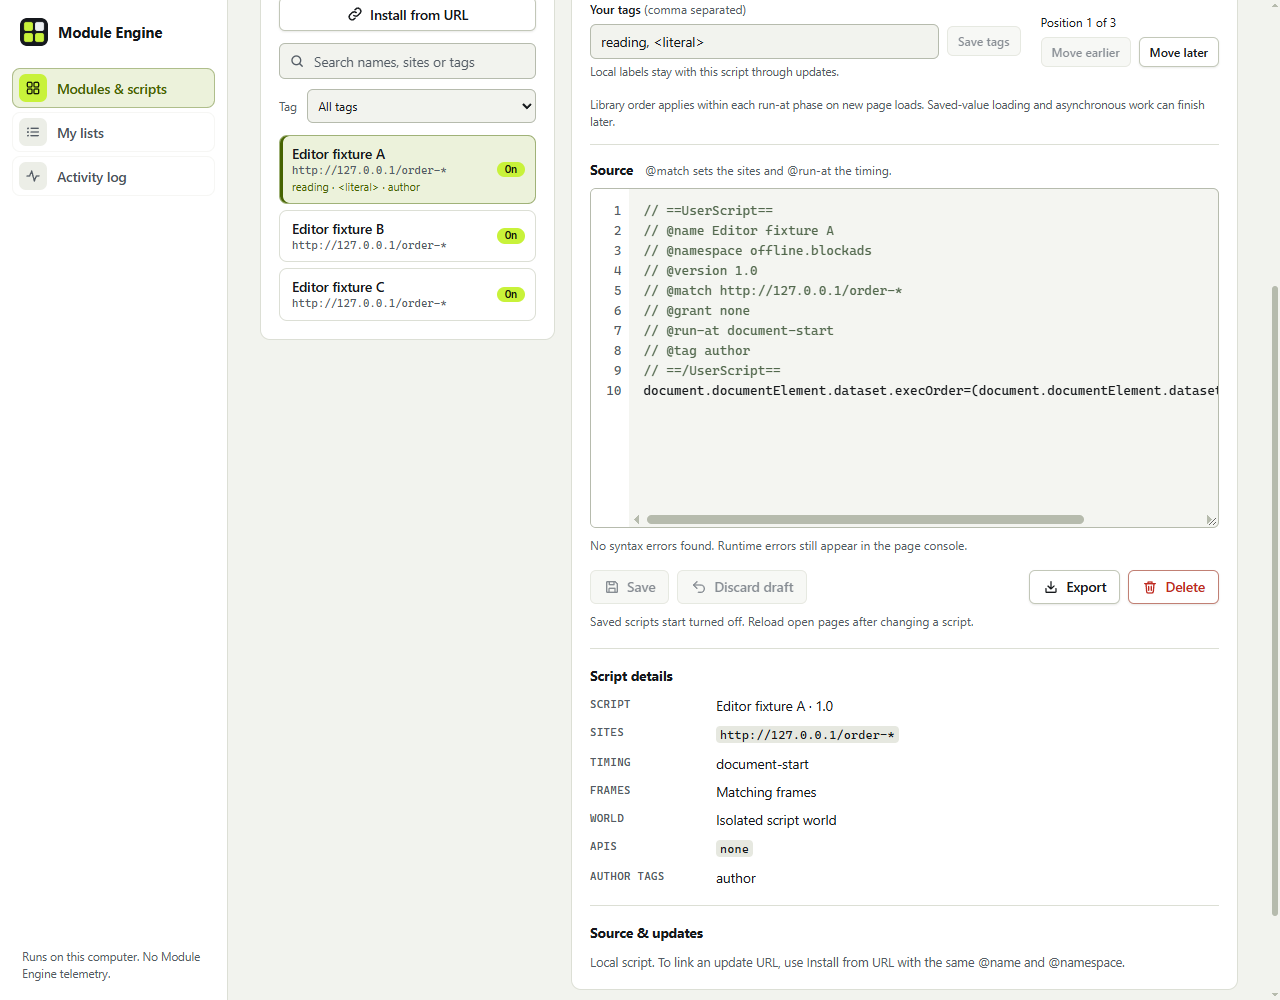 Module Engine
Modules & scripts
My lists
Activity log
Runs on this computer. No Module
Engine telemetry.
Install from URL
Search names, sites or tags
Tag
All tags
Editor fixture A
http://127.0.0.1/order-*
reading · <literal> · author
On
Editor fixture B
http://127.0.0.1/order-*
On
Editor fixture C
http://127.0.0.1/order-*
On
Your tags (comma separated)
reading, <literal>
Save tags
Position 1 of 3
Move earlier
Move later
Local labels stay with this script through updates.
Library order applies within each run-at phase on new page loads. Saved-value loading and asynchronous work can finish
later.
Source
@match sets the sites and @run-at the timing.
1 // ==UserScript==
2 // @name Editor fixture A
3 // @namespace offline.blockads
4 // @version 1.0
5 // @match http://127.0.0.1/order-*
6 // @grant none
7 // @run-at document-start
8 // @tag author
9 // ==/UserScript==
10 document.documentElement.dataset.execOrder=(document.documentElement.dataset
No syntax errors found. Runtime errors still appear in the page console.
Save
Discard draft
Export
Delete
Saved scripts start turned off. Reload open pages after changing a script.
Script details
SCRIPT
Editor fixture A · 1.0
SITES
http://127.0.0.1/order-*
TIMING
document-start
FRAMES
Matching frames
WORLD
Isolated script world
APIS
none
AUTHOR TAGS
author
Source & updates
Local script. To link an update URL, use Install from URL with the same @name and @namespace.